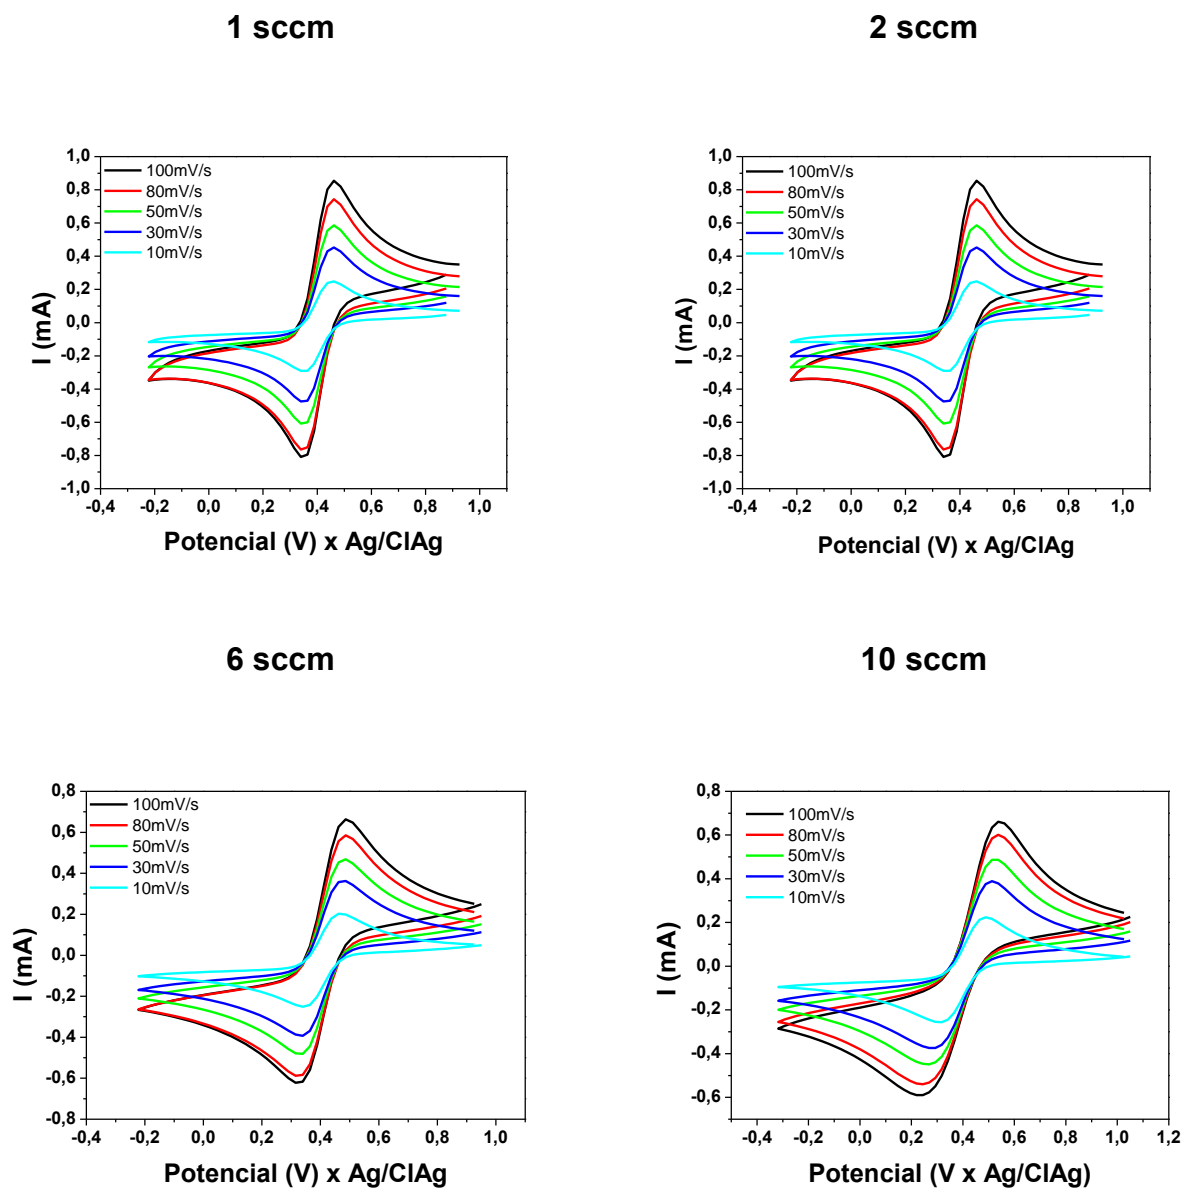 1 sccm
2 sccm
1,0
0,8
0,6
0,4
0,2
0,0
-0,2
-0,4
-0,6
-0,8
-1,0
I (mA)
100mV/s
80mV/s
50mV/s
30mV/s
10mV/s
-0,4 -0,2 0,0 0,2 0,4 0,6 0,8 1,0
Potencial (V) x Ag/ClAg
1,0
0,8
0,6
0,4
0,2
0,0
-0,2
-0,4
-0,6
-0,8
-1,0
I (mA)
100mV/s
80mV/s
50mV/s
30mV/s
10mV/s
-0,4 -0,2 0,0 0,2 0,4 0,6 0,8 1,0
Potencial (V) x Ag/ClAg
6 sccm
10 sccm
0,8
0,6
0,4
0,2
0,0
-0,2
-0,4
-0,6
-0,8
I (mA)
100mV/s
80mV/s
50mV/s
30mV/s
10mV/s
-0,4 -0,2 0,0 0,2 0,4 0,6 0,8 1,0
Potencial (V) x Ag/ClAg
0,8
0,6
0,4
0,2
0,0
-0,2
-0,4
-0,6
I (mA)
100mV/s
80mV/s
50mV/s
30mV/s
10mV/s
-0,4 -0,2 0,0 0,2 0,4 0,6 0,8 1,0 1,2
Potencial (V x Ag/ClAg)